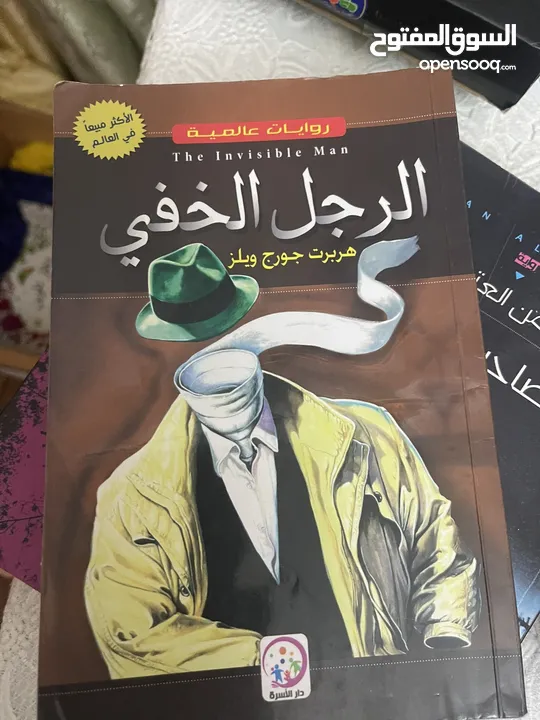 السوق المفتوح
opensooq.com
الأكثر مبيعاً
في العالم
روايات عالمية
The Invisible Man
الرجل الخفي
هربرت جورج ويلز
دار الأسرة